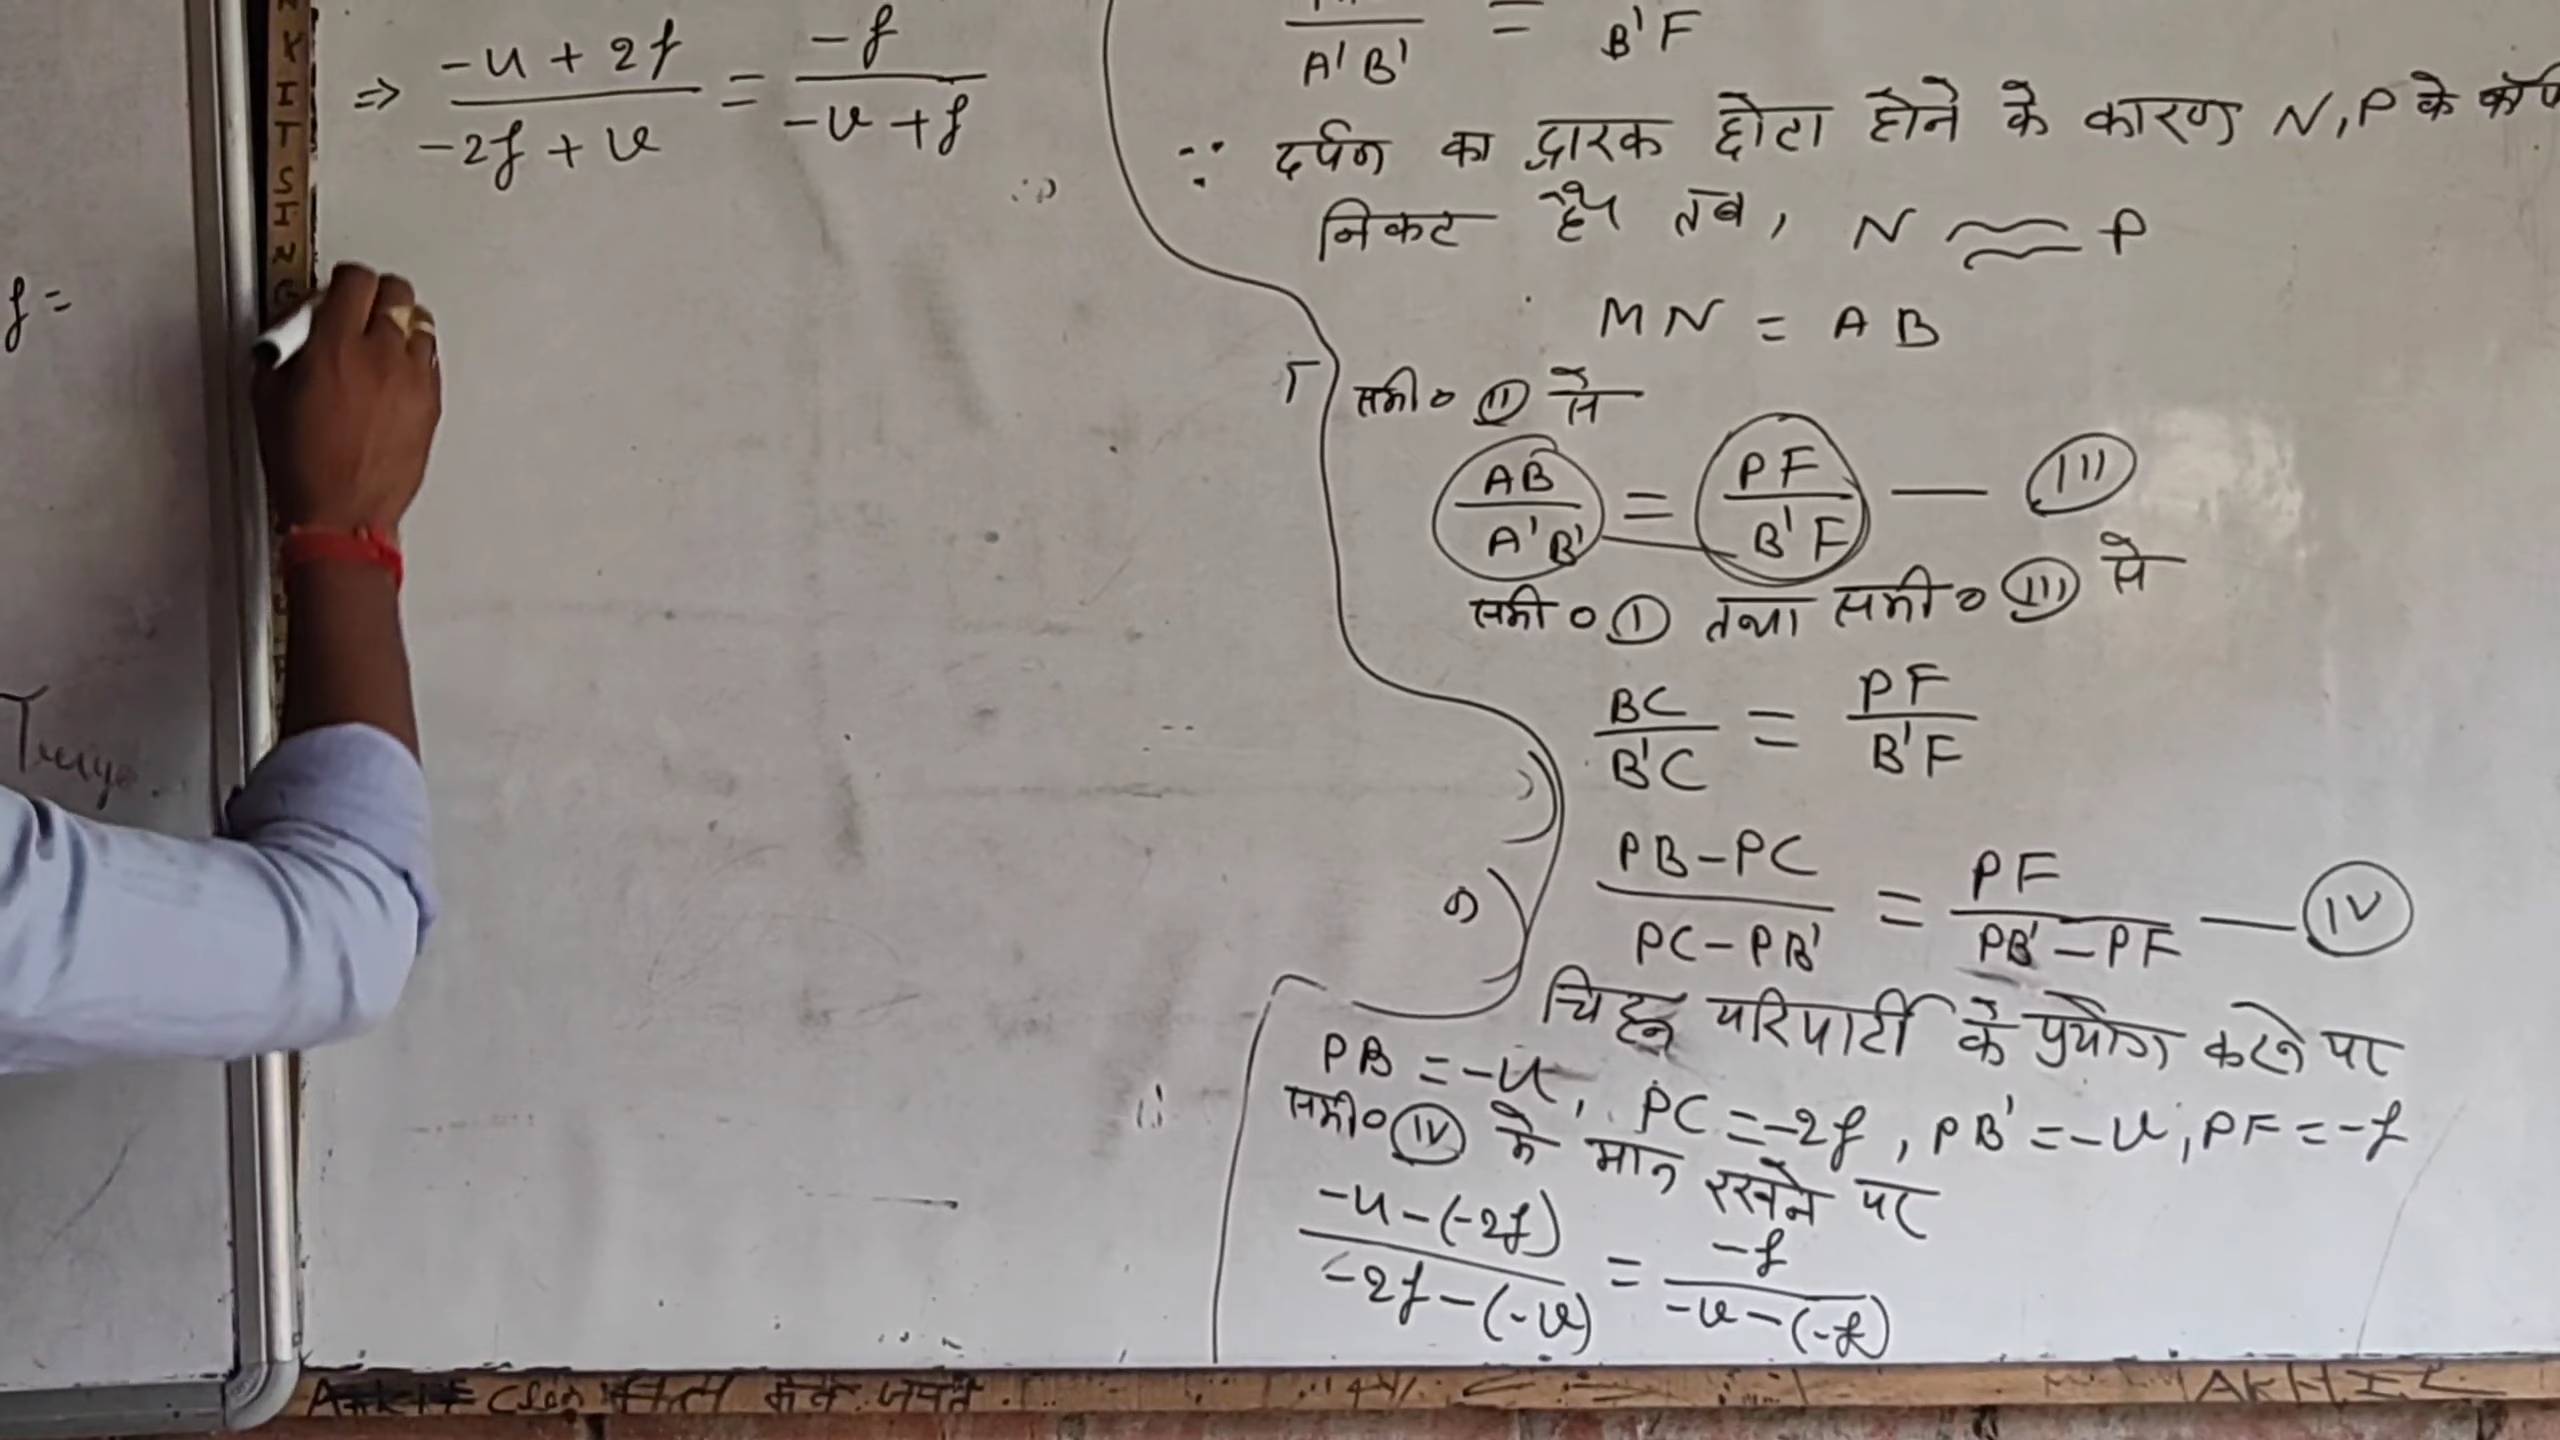 ⇒ (-u + 2f)/(-2f + v) = (-f)/(-v + f)
f =
A'B' = B'F
∵ दर्पण का द्वारक छोटा होने के कारण N, P के
निकट है तब, N ≈ P
MN = AB
समी० (II) से
AB/A'B' = PF/B'F — (III)
समी० (I) तथा समी० (III) से
BC/B'C = PF/B'F
(PB-PC)/(PC-PB') = PF/(PB'-PF) — (IV)
चिह्न परिपाटी के प्रयोग करने पर
PB = -u, PC = -2f, PB' = -v, PF = -f
समी० (IV) मे मान रखने पर
(-u-(-2f))/(-2f-(-v)) = (-f)/(-v-(-f))
AKHIL